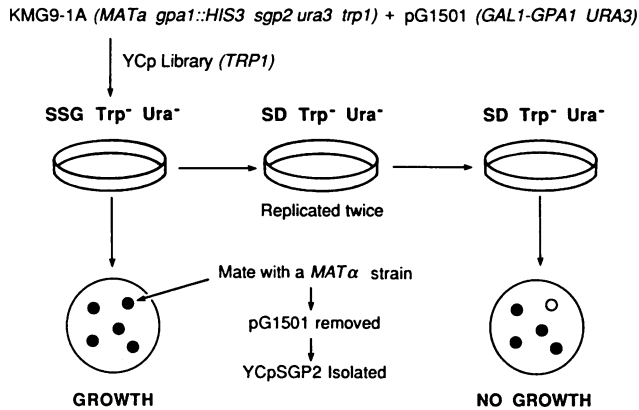 KMG9-1A (MATa gpa1::HIS3 sgp2 ura3 trp1) + pG1501 (GAL1-GPA1 URA3)
YCp Library (TRP1)
SSG Trp⁻ Ura⁻
SD Trp⁻ Ura⁻
SD Trp⁻ Ura⁻
Replicated twice
Mate with a MATα strain
pG1501 removed
YCpSGP2 Isolated
GROWTH
NO GROWTH